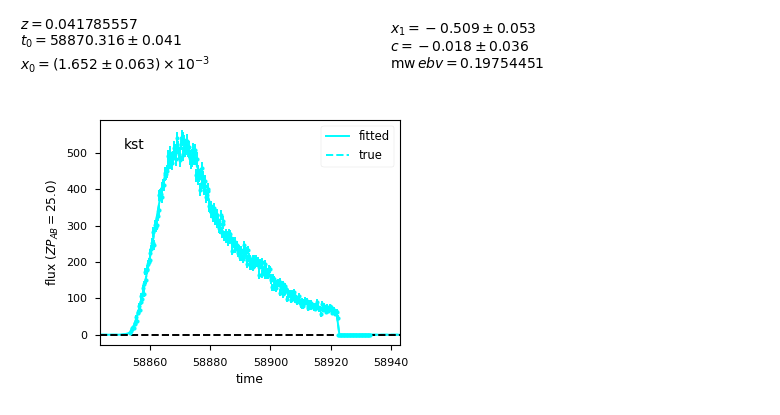 z = 0.041785557
t₀ = 58870.316 ± 0.041
x₀ = (1.652 ± 0.063) × 10⁻³
x₁ = −0.509 ± 0.053
c = −0.018 ± 0.036
mw ebv = 0.19754451
kst
fitted
true
500
400
300
200
100
0
flux (ZP_AB = 25.0)
58860 58880 58900 58920 58940
time